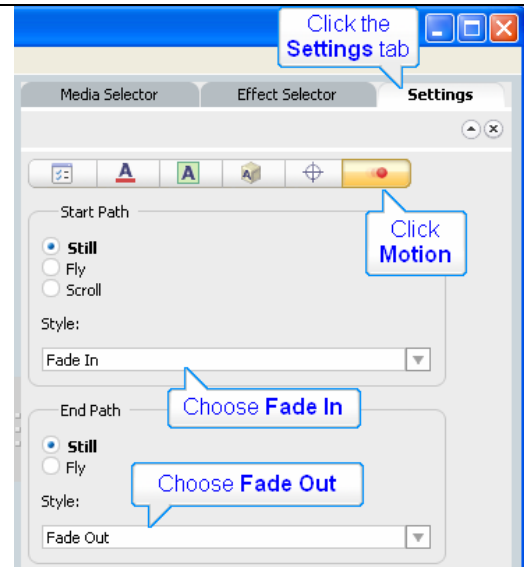 Click the
Settings tab
Media Selector
Effect Selector
Settings
A
A
A
Click
Motion
Start Path
Still
Fly
Scroll
Style:
Fade In
Choose Fade In
End Path
Still
Fly
Choose Fade Out
Style:
Fade Out